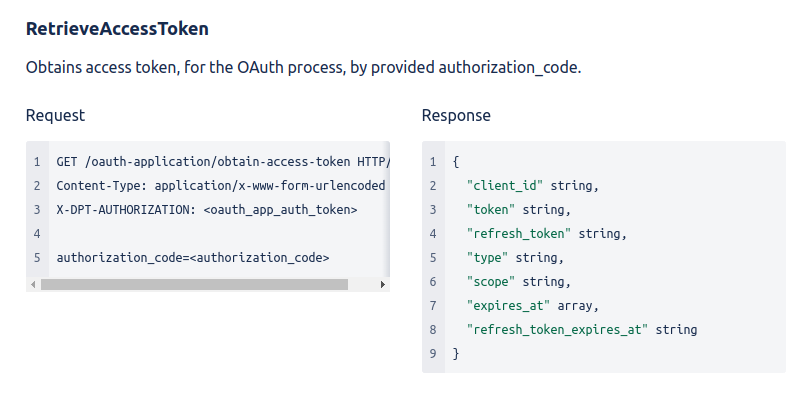 RetrieveAccessToken
Obtains access token, for the OAuth process, by provided authorization_code.
Request
1 GET /oauth-application/obtain-access-token HTTP/
2 Content-Type: application/x-www-form-urlencoded
3 X-DPT-AUTHORIZATION: <oauth_app_auth_token>
4
5 authorization_code=<authorization_code>
Response
1 {
2 "client_id" string,
3 "token" string,
4 "refresh_token" string,
5 "type" string,
6 "scope" string,
7 "expires_at" array,
8 "refresh_token_expires_at" string
9 }